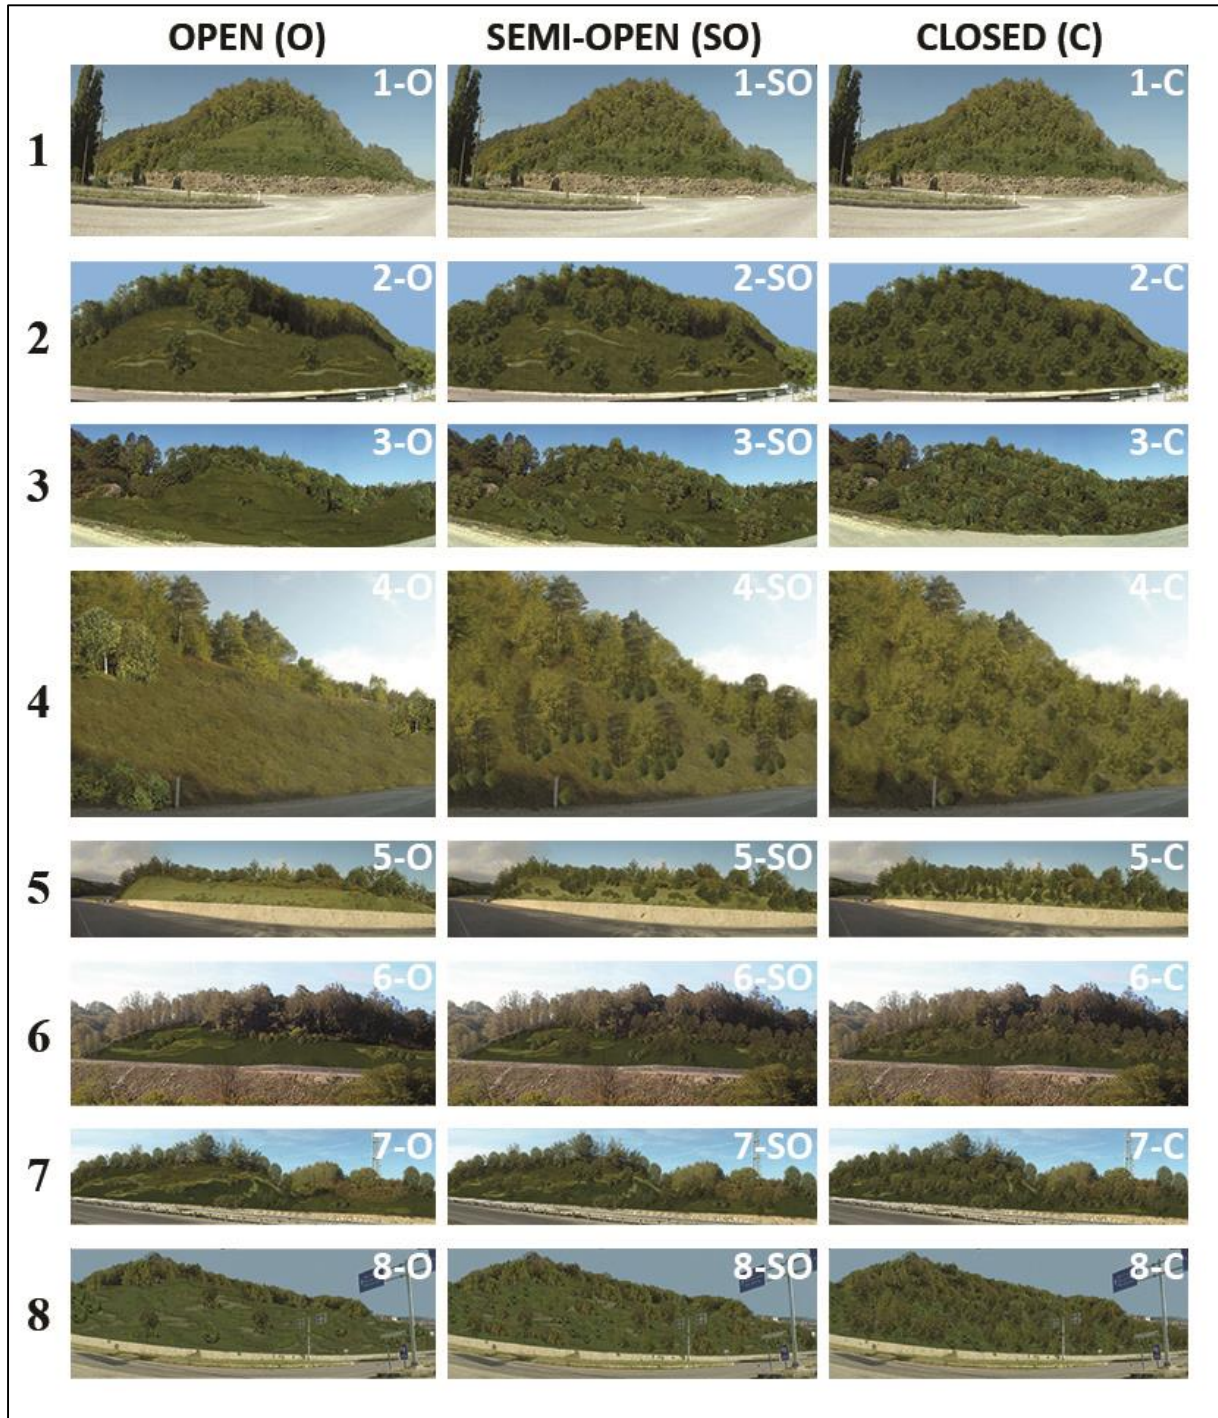 OPEN (O) SEMI-OPEN (SO) CLOSED (C)
1 1-O 1-SO 1-C
2 2-O 2-SO 2-C
3 3-O 3-SO 3-C
4 4-O 4-SO 4-C
5 5-O 5-SO 5-C
6 6-O 6-SO 6-C
7 7-O 7-SO 7-C
8 8-O 8-SO 8-C